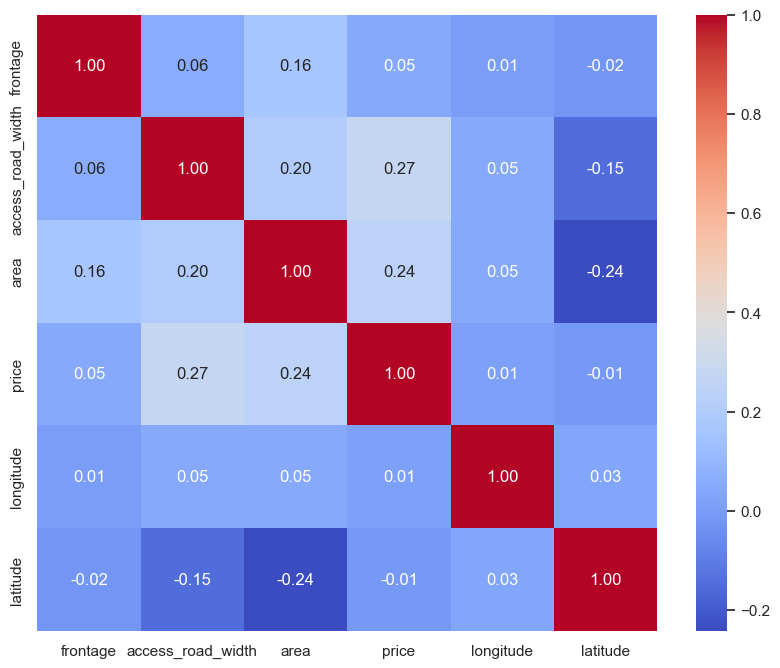 frontage 1.00 0.06 0.16 0.05 0.01 -0.02
access_road_width 0.06 1.00 0.20 0.27 0.05 -0.15
area 0.16 0.20 1.00 0.24 0.05 -0.24
price 0.05 0.27 0.24 1.00 0.01 -0.01
longitude 0.01 0.05 0.05 0.01 1.00 0.03
latitude -0.02 -0.15 -0.24 -0.01 0.03 1.00
frontage access_road_width area price longitude latitude
1.0
0.8
0.6
0.4
0.2
0.0
−0.2